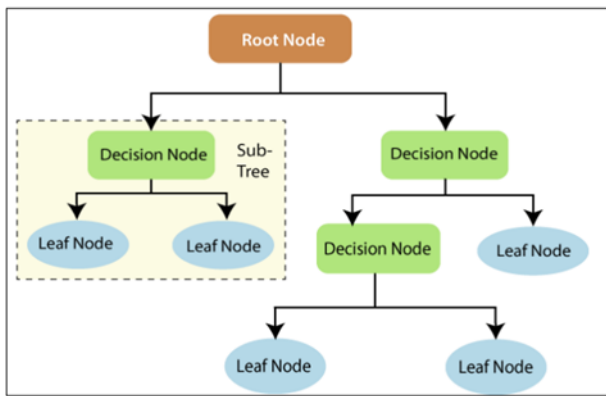 Root Node
Decision Node
Sub-
Tree
Decision Node
Leaf Node
Leaf Node
Decision Node
Leaf Node
Leaf Node
Leaf Node